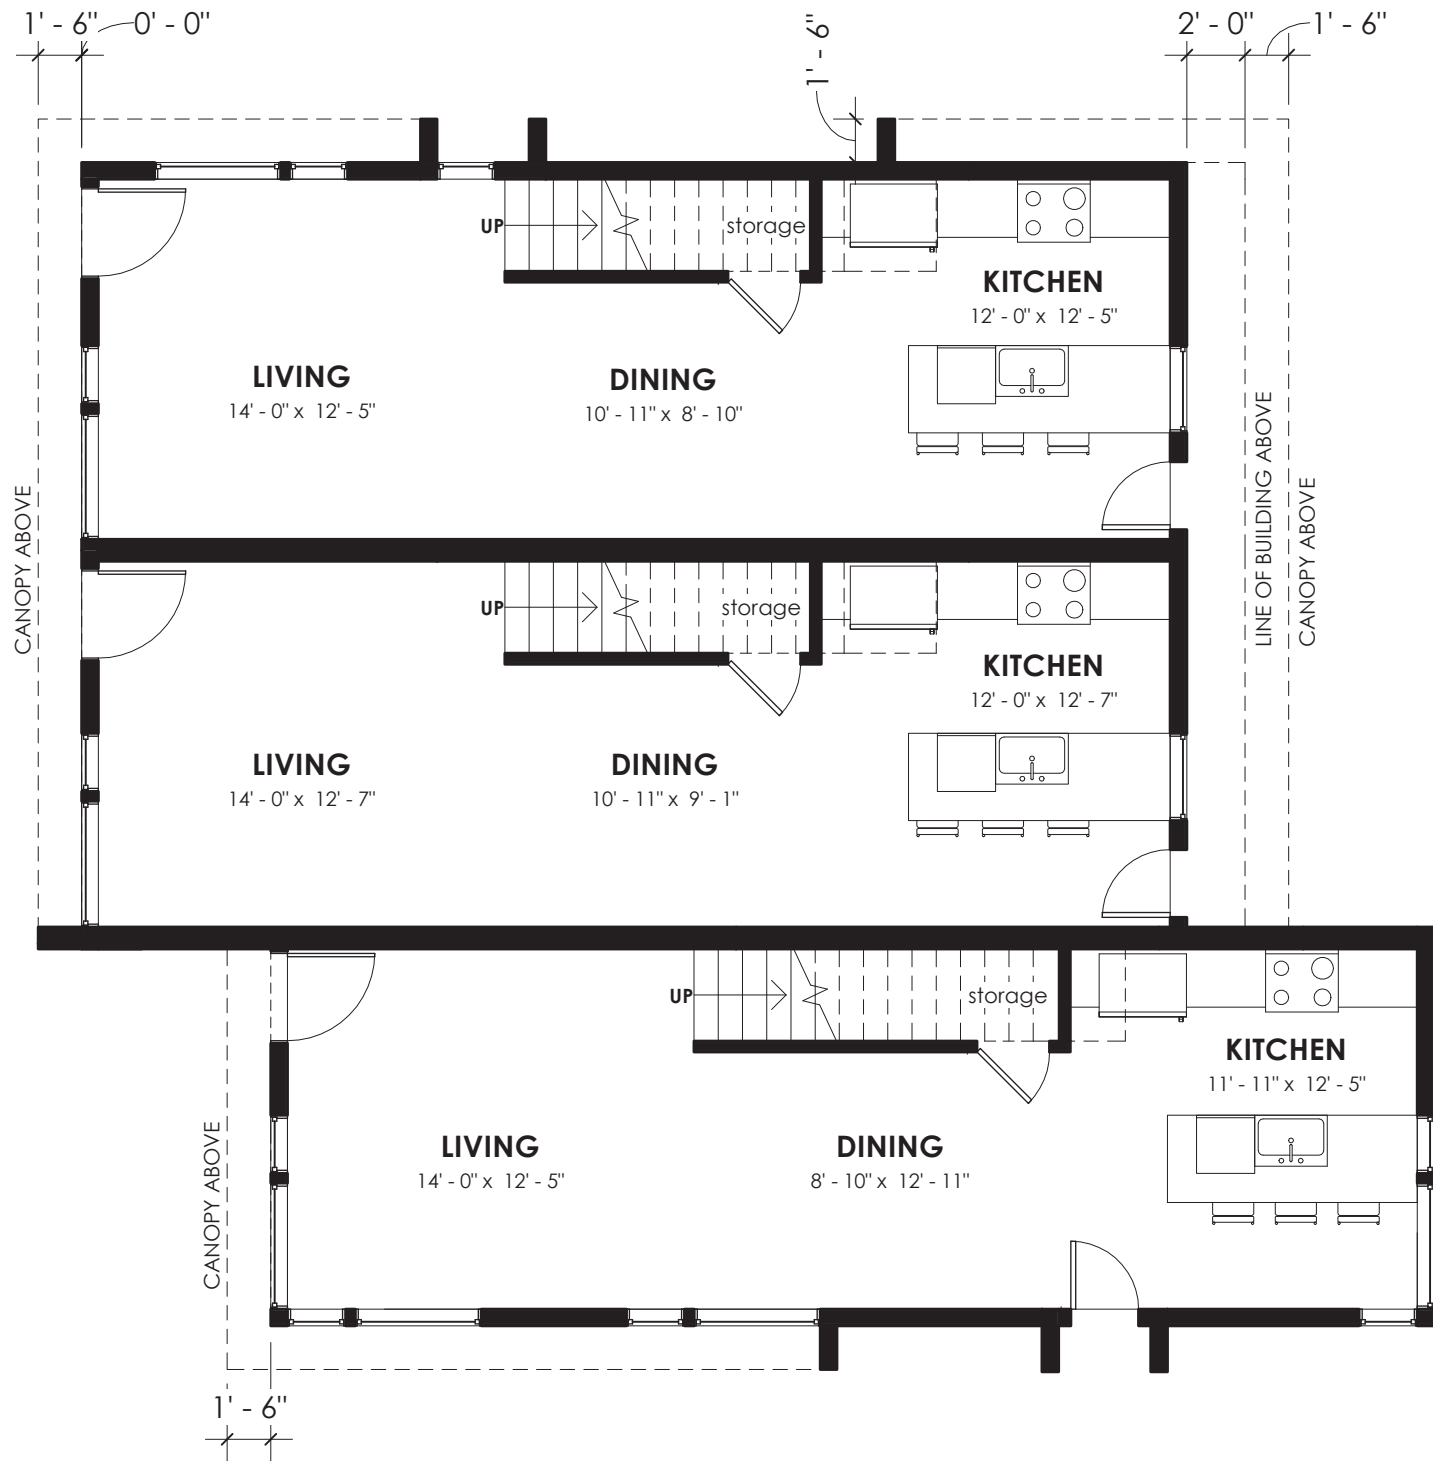 1' - 6"
0' - 0"
1' - 6"
2' - 0"
1' - 6"
UP
storage
KITCHEN
12' - 0" x 12' - 5"
LIVING
14' - 0" x 12' - 5"
DINING
10' - 11" x 8' - 10"
CANOPY ABOVE
LINE OF BUILDING ABOVE
CANOPY ABOVE
UP
storage
KITCHEN
12' - 0" x 12' - 7"
LIVING
14' - 0" x 12' - 7"
DINING
10' - 11" x 9' - 1"
UP
storage
KITCHEN
11' - 11" x 12' - 5"
CANOPY ABOVE
LIVING
14' - 0" x 12' - 5"
DINING
8' - 10" x 12' - 11"
1' - 6"